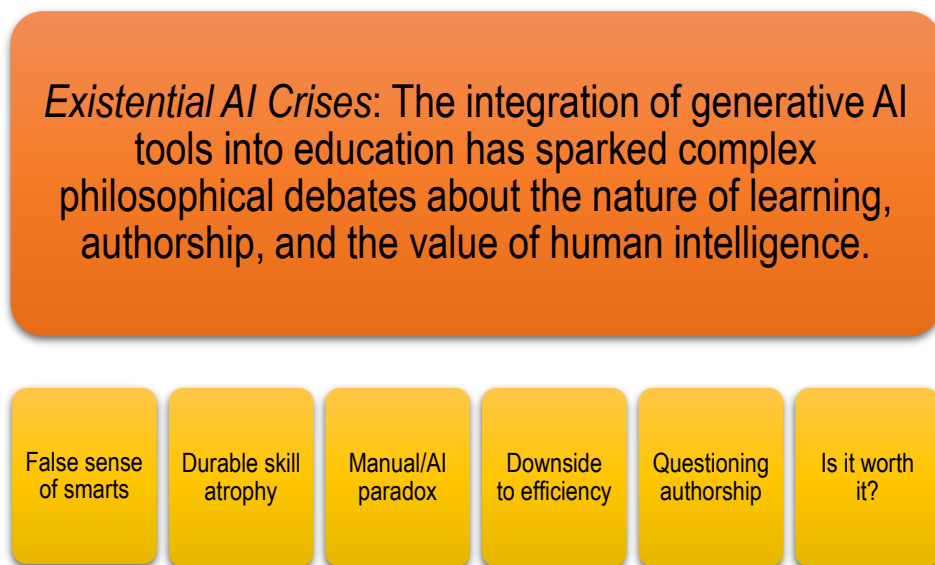 Existential AI Crises: The integration of generative AI
tools into education has sparked complex
philosophical debates about the nature of learning,
authorship, and the value of human intelligence.
False sense
of smarts
Durable skill
atrophy
Manual/AI
paradox
Downside
to efficiency
Questioning
authorship
Is it worth
it?